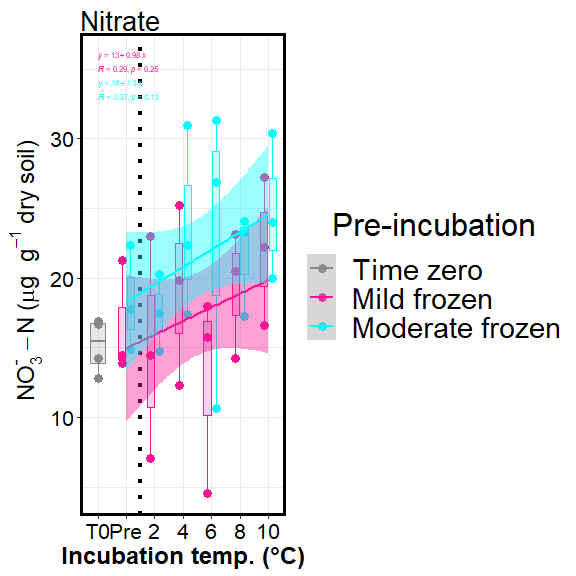 Nitrate
y = 13+0.98 x
R = 0.29, p = 0.25
R = 0.37, p = 0.13
NO₃⁻ – N (μg g⁻¹ dry soil)
30
20
10
T0 Pre 2 4 6 8 10
Incubation temp. (°C)
Pre-incubation
Time zero
Mild frozen
Moderate frozen